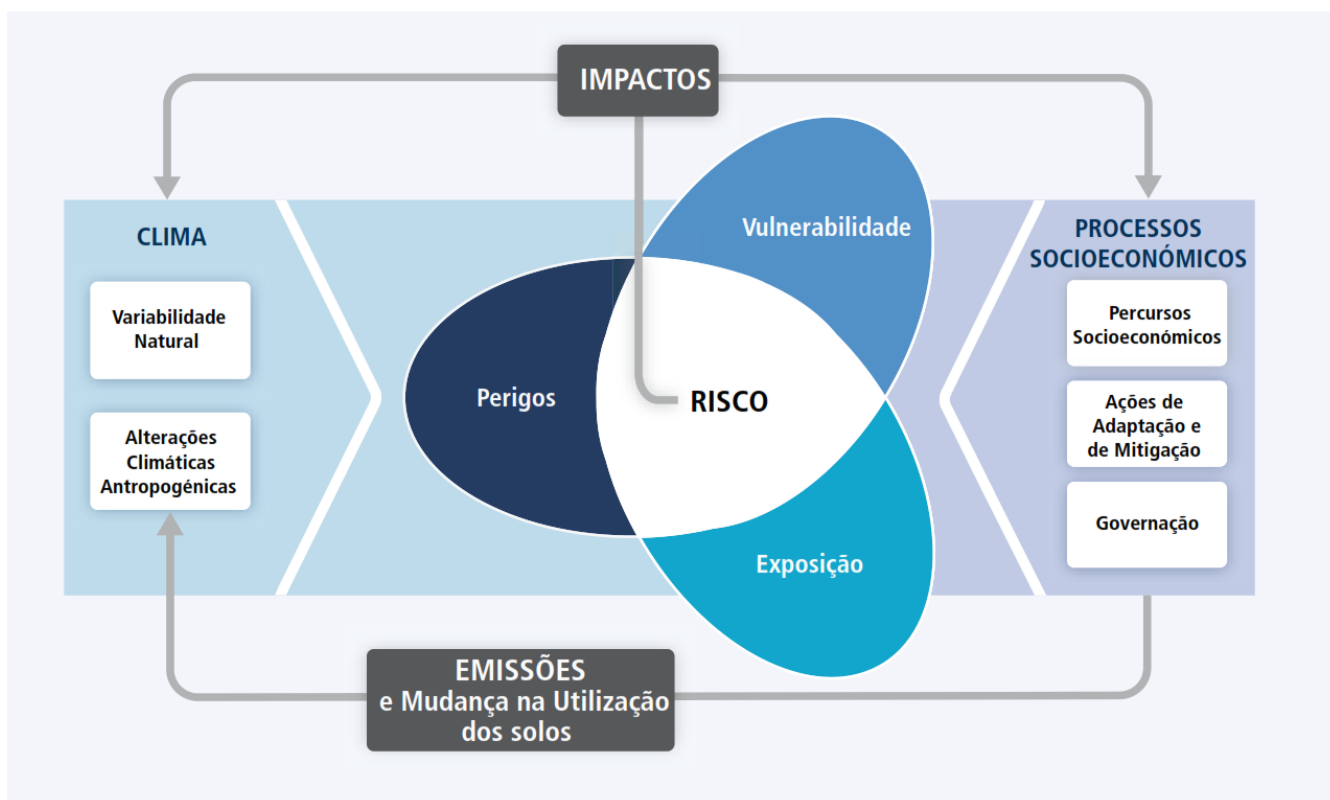 IMPACTOS
CLIMA
Variabilidade
Natural
Alterações
Climáticas
Antropogénicas
Vulnerabilidade
Perigos
RISCO
Exposição
PROCESSOS
SOCIOECONÓMICOS
Percursos
Socioeconómicos
Ações de
Adaptação e
de Mitigação
Governação
EMISSÕES
e Mudança na Utilização
dos solos